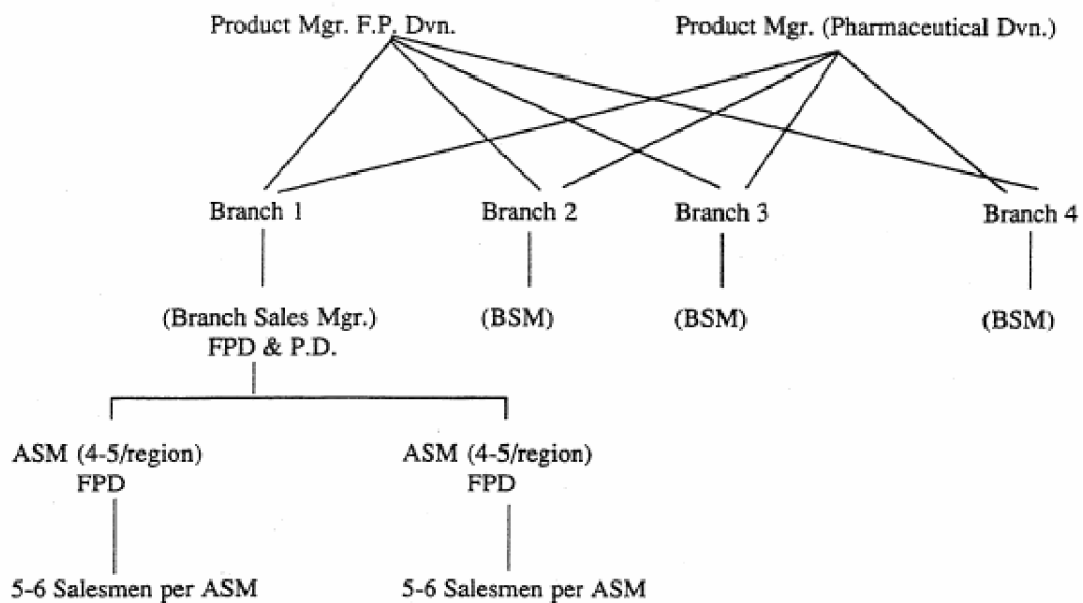 Product Mgr. F.P. Dvn.
Product Mgr. (Pharmaceutical Dvn.)
Branch 1
Branch 2
Branch 3
Branch 4
(Branch Sales Mgr.)
FPD & P.D.
(BSM)
(BSM)
(BSM)
ASM (4-5/region)
FPD
ASM (4-5/region)
FPD
5-6 Salesmen per ASM
5-6 Salesmen per ASM